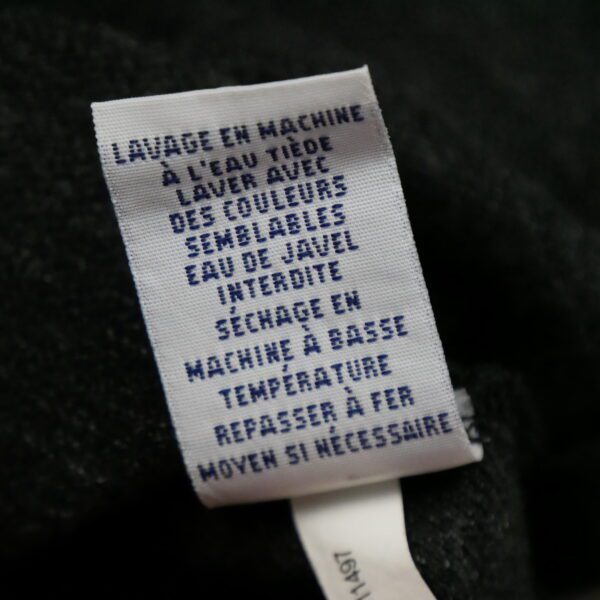 LAVAGE EN MACHINE
À L'EAU TIÈDE
LAVER AVEC
DES COULEURS
SEMBLABLES
EAU DE JAVEL
INTERDITE
SÉCHAGE EN
MACHINE À BASSE
TEMPÉRATURE
REPASSER À FER
MOYEN SI NÉCESSAIRE
11497